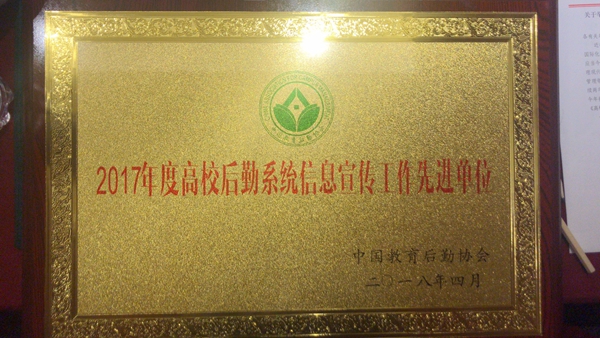 2017年度高校后勤系统信息宣传工作先进单位
中国教育后勤协会
二〇一八年四月